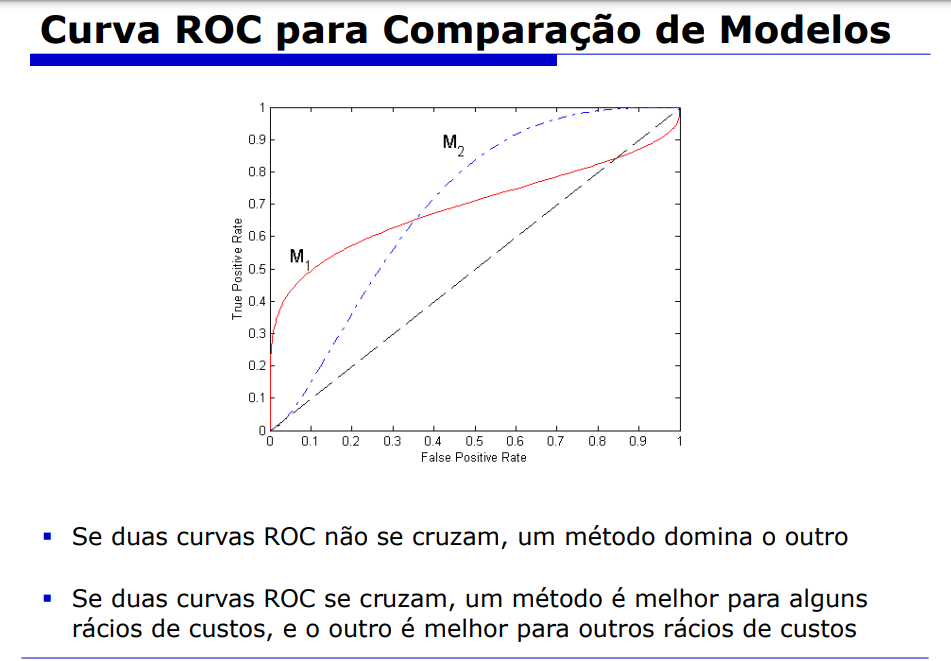 Curva ROC para Comparação de Modelos
1
0.9
0.8
0.7
0.6
0.5
0.4
0.3
0.2
0.1
0
True Positive Rate
M2
M1
0 0.1 0.2 0.3 0.4 0.5 0.6 0.7 0.8 0.9 1
False Positive Rate
▪ Se duas curvas ROC não se cruzam, um método domina o outro
▪ Se duas curvas ROC se cruzam, um método é melhor para alguns
rácios de custos, e o outro é melhor para outros rácios de custos